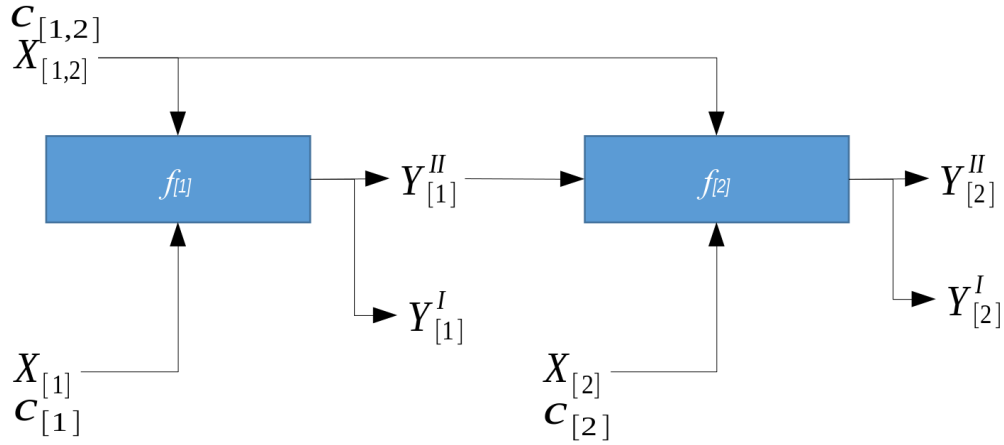 c[1,2]
X[1,2]
f[1]
Y^{II}_{[1]}
f[2]
Y^{II}_{[2]}
Y^{I}_{[1]}
Y^{I}_{[2]}
X[1]
c[1]
X[2]
c[2]